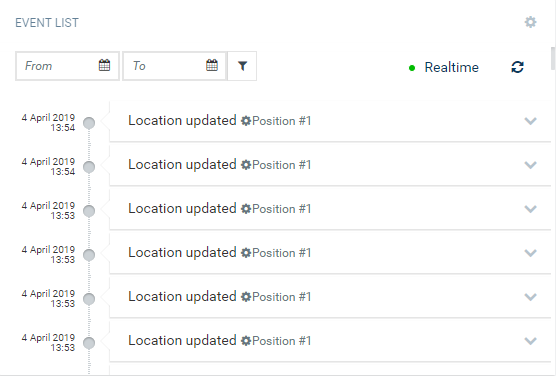 EVENT LIST
From To Realtime
4 April 2019
13:54
Location updated Position #1
4 April 2019
13:54
Location updated Position #1
4 April 2019
13:53
Location updated Position #1
4 April 2019
13:53
Location updated Position #1
4 April 2019
13:53
Location updated Position #1
4 April 2019
13:53
Location updated Position #1